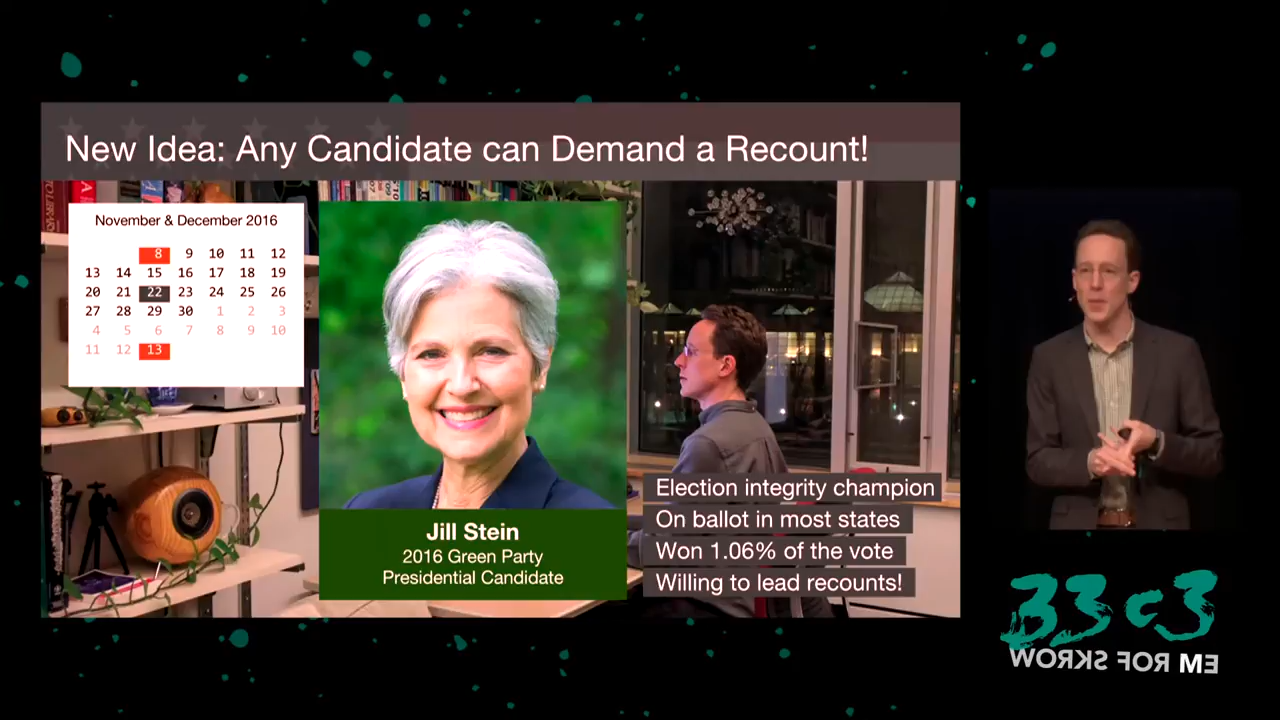 New Idea: Any Candidate can Demand a Recount!
November & December 2016
8 9 10 11 12
13 14 15 16 17 18 19
20 21 22 23 24 25 26
27 28 29 30 1 2 3
4 5 6 7 8 9 10
11 12 13
Jill Stein
2016 Green Party
Presidential Candidate
Election integrity champion
On ballot in most states
Won 1.06% of the vote
Willing to lead recounts!
33c3
WORKS FOR ME